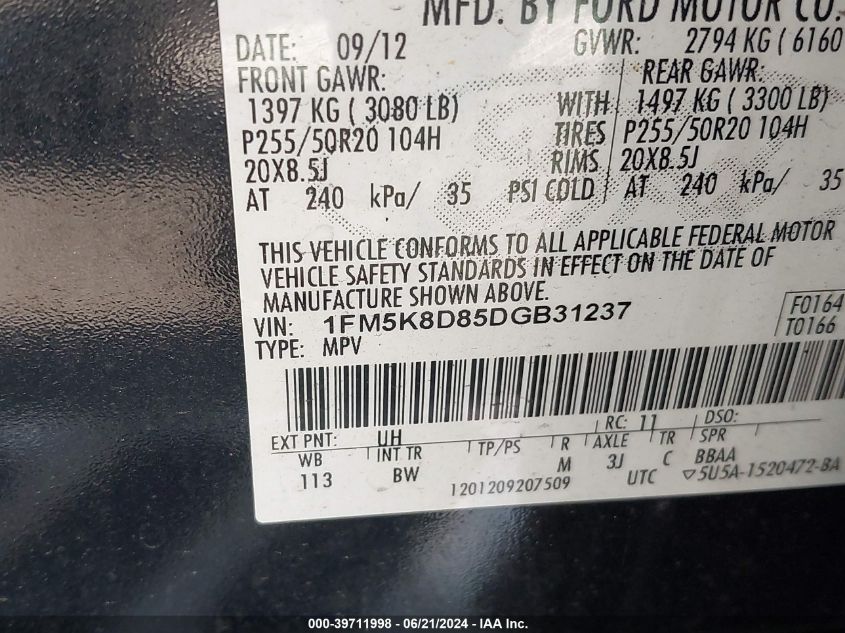 MFD. BY FORD MOTOR CO.
DATE: 09/12 GVWR: 2794 KG ( 6160
FRONT GAWR: REAR GAWR:
1397 KG ( 3080 LB) WITH 1497 KG ( 3300 LB)
P255/50R20 104H TIRES P255/50R20 104H
20X8.5J RIMS 20X8.5J
AT 240 kPa/ 35 PSI COLD AT 240 kPa/ 35
THIS VEHICLE CONFORMS TO ALL APPLICABLE FEDERAL MOTOR
VEHICLE SAFETY STANDARDS IN EFFECT ON THE DATE OF
MANUFACTURE SHOWN ABOVE.
VIN: 1FM5K8D85DGB31237 F0164
TYPE: MPV T0166
RC: 11 DSO:
EXT PNT: UH
WB INT TR TP/PS R AXLE TR SPR
113 BW M 3J C BBAA
1201209207509 UTC ▽5U5A-1520472-BA
000-39711998 - 06/21/2024 - IAA Inc.